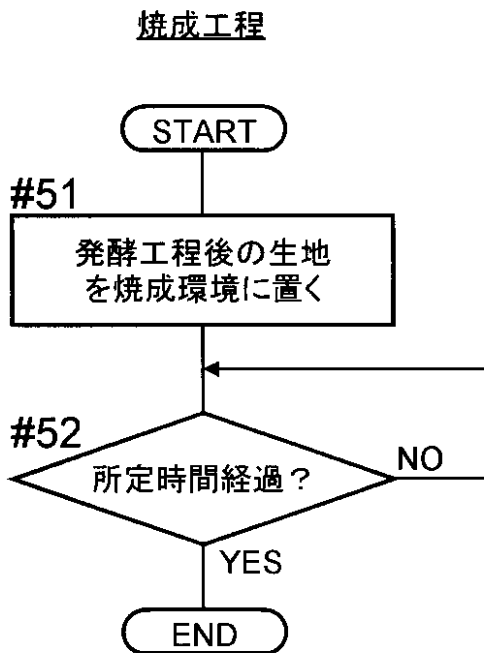 焼成工程
START
#51
発酵工程後の生地
を焼成環境に置く
#52
所定時間経過？
NO
YES
END